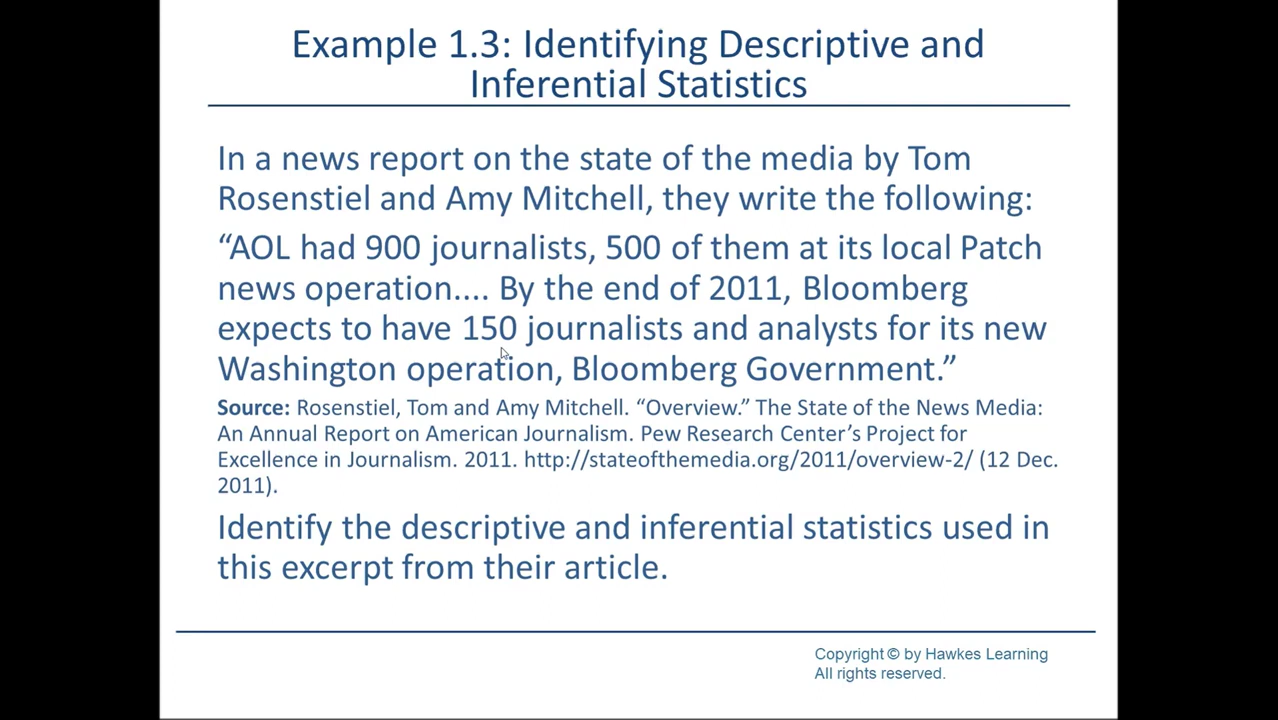 Example 1.3: Identifying Descriptive and
Inferential Statistics
In a news report on the state of the media by Tom
Rosenstiel and Amy Mitchell, they write the following:
“AOL had 900 journalists, 500 of them at its local Patch
news operation.... By the end of 2011, Bloomberg
expects to have 150 journalists and analysts for its new
Washington operation, Bloomberg Government.”
Source: Rosenstiel, Tom and Amy Mitchell. “Overview.” The State of the News Media:
An Annual Report on American Journalism. Pew Research Center’s Project for
Excellence in Journalism. 2011. http://stateofthemedia.org/2011/overview-2/ (12 Dec.
2011).
Identify the descriptive and inferential statistics used in
this excerpt from their article.
Copyright © by Hawkes Learning
All rights reserved.